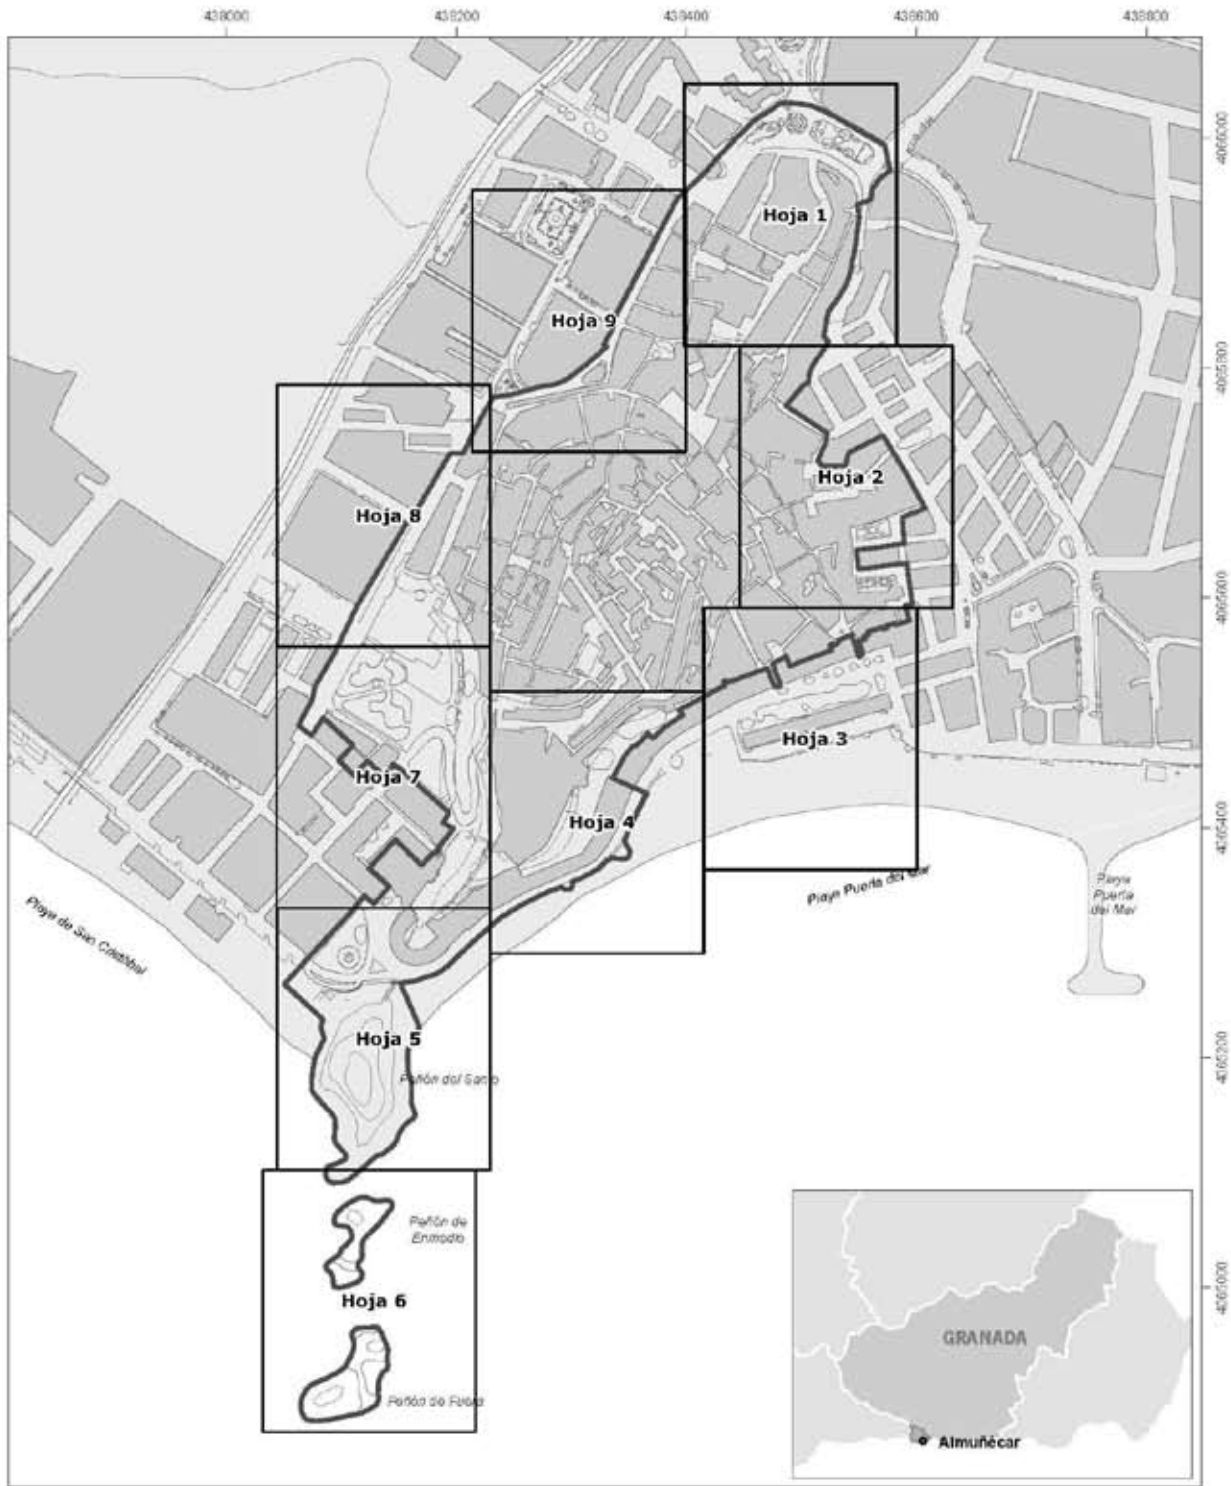 438000
438200
438400
438600
438800
4066000
Hoja 1
Hoja 9
4065800
Hoja 2
Hoja 8
4065600
Hoja 3
Hoja 7
Hoja 4
4065400
Playa Puerta del Mar
Playa
Puerta
del Mar
Playa de San Cristóbal
Hoja 5
4065200
Peñón del Santo
Peñón de
Enmedio
Hoja 6
4065000
GRANADA
Peñón de Fuera
Almuñécar